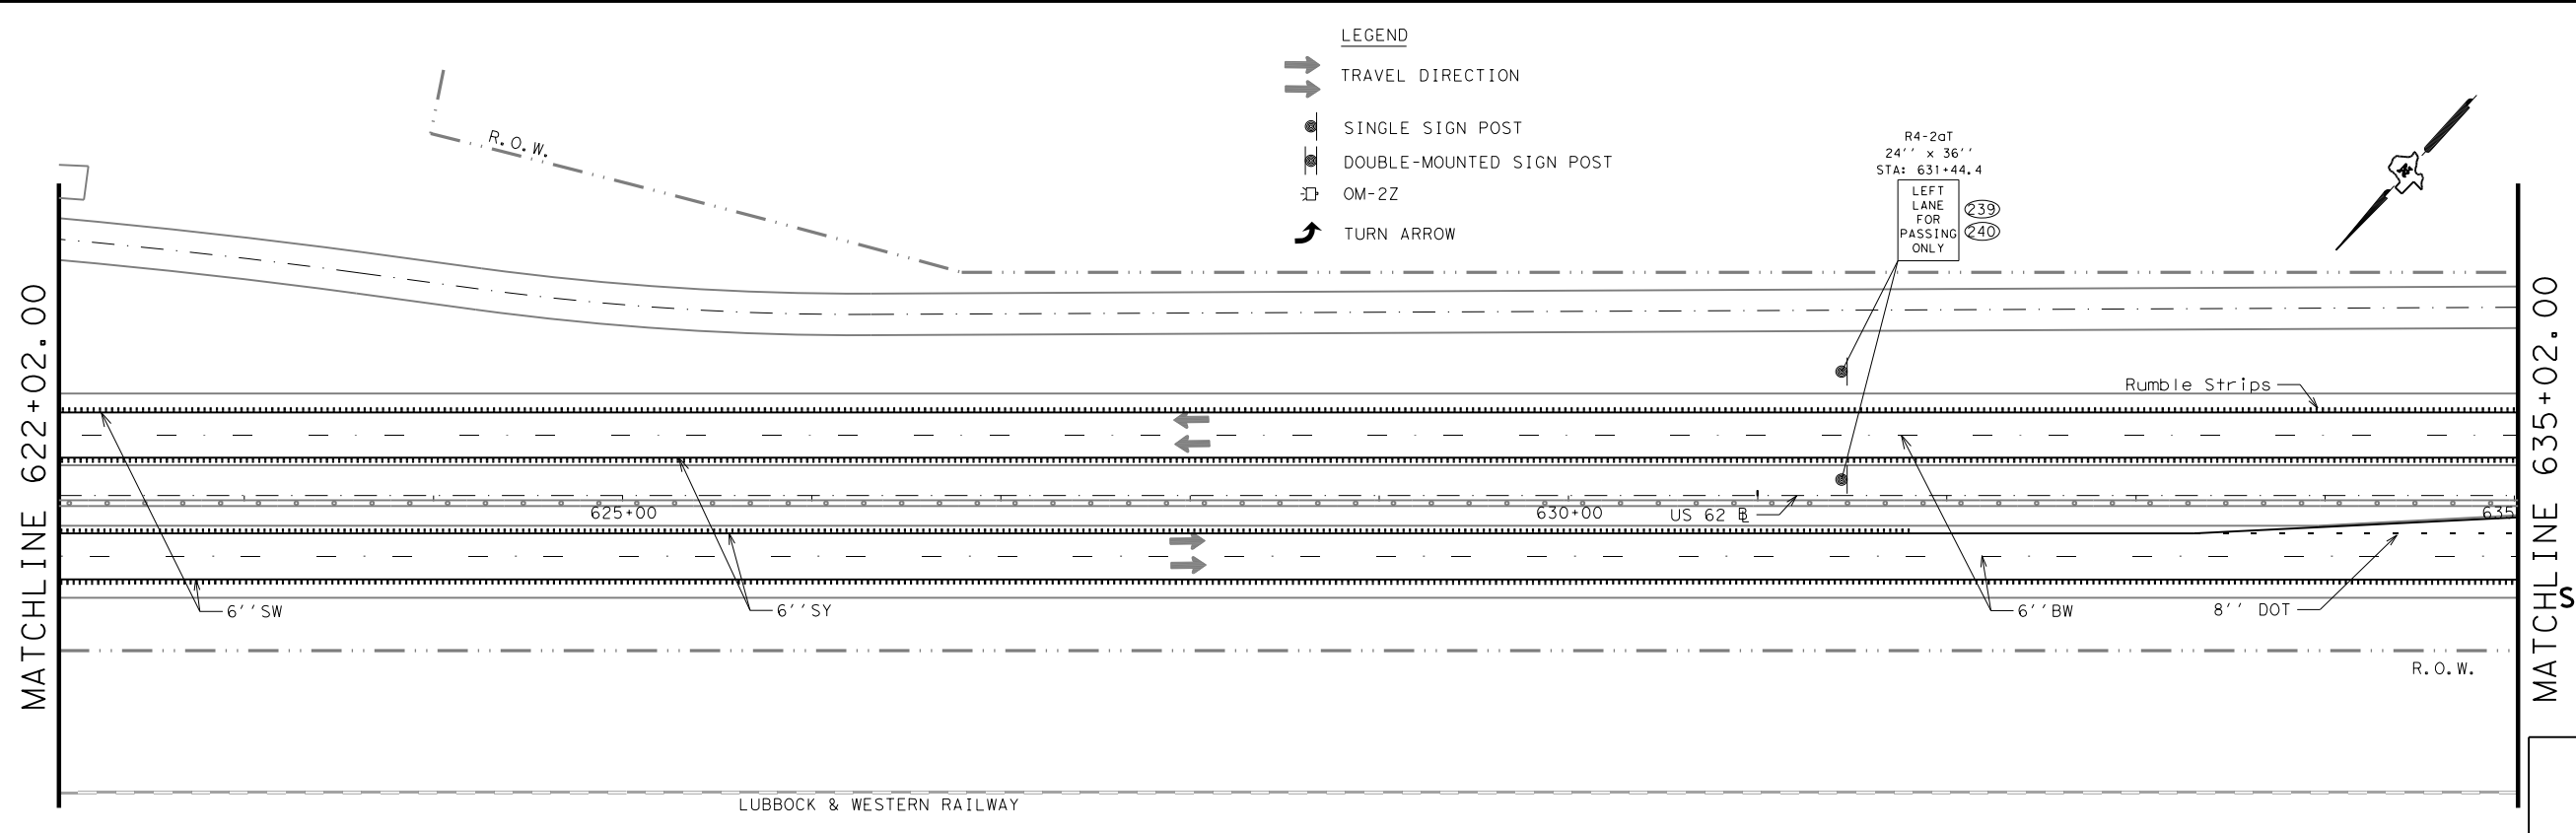 LEGEND
TRAVEL DIRECTION
SINGLE SIGN POST
DOUBLE-MOUNTED SIGN POST
OM-2Z
TURN ARROW
R.O.W.
R4-2aT
24'' x 36''
STA: 631+44.4
LEFT
LANE
FOR
PASSING
ONLY
239
240
N
MATCHLINE 622+02.00
MATCHLINE 635+02.00
Rumble Strips
625+00
630+00
US 62 BL
635
6''SW
6''SY
6''BW
8'' DOT
S
R.O.W.
LUBBOCK & WESTERN RAILWAY